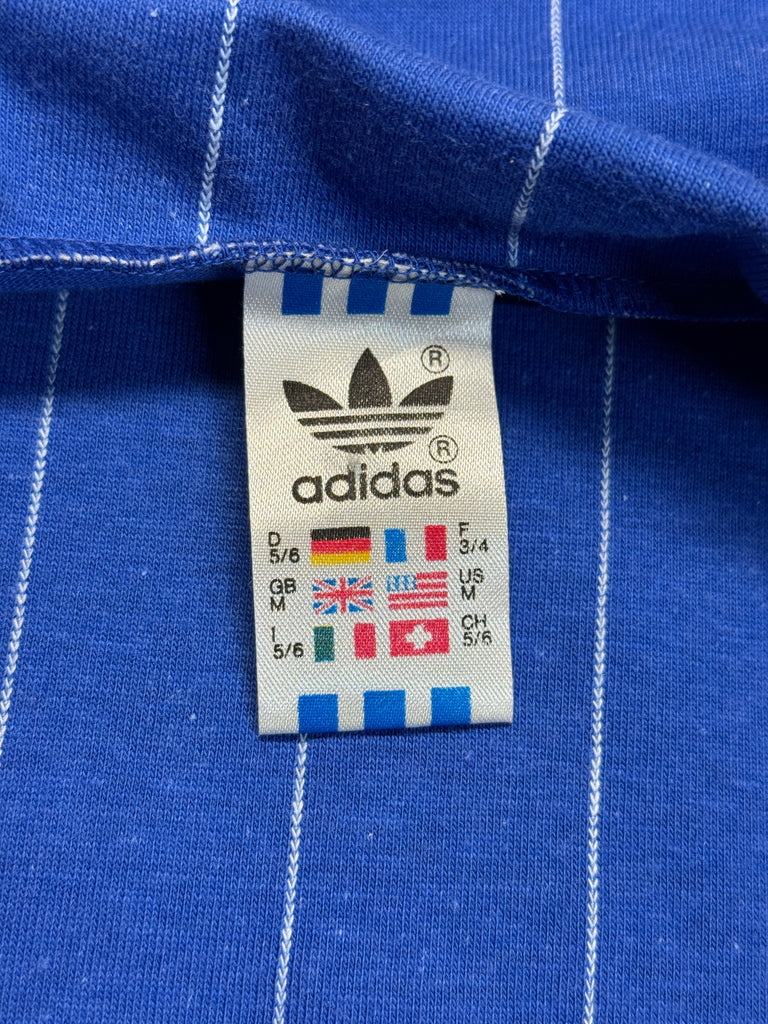 ®
®
adidas
D F
5/6 3/4
GB US
M M
I CH
5/6 5/6